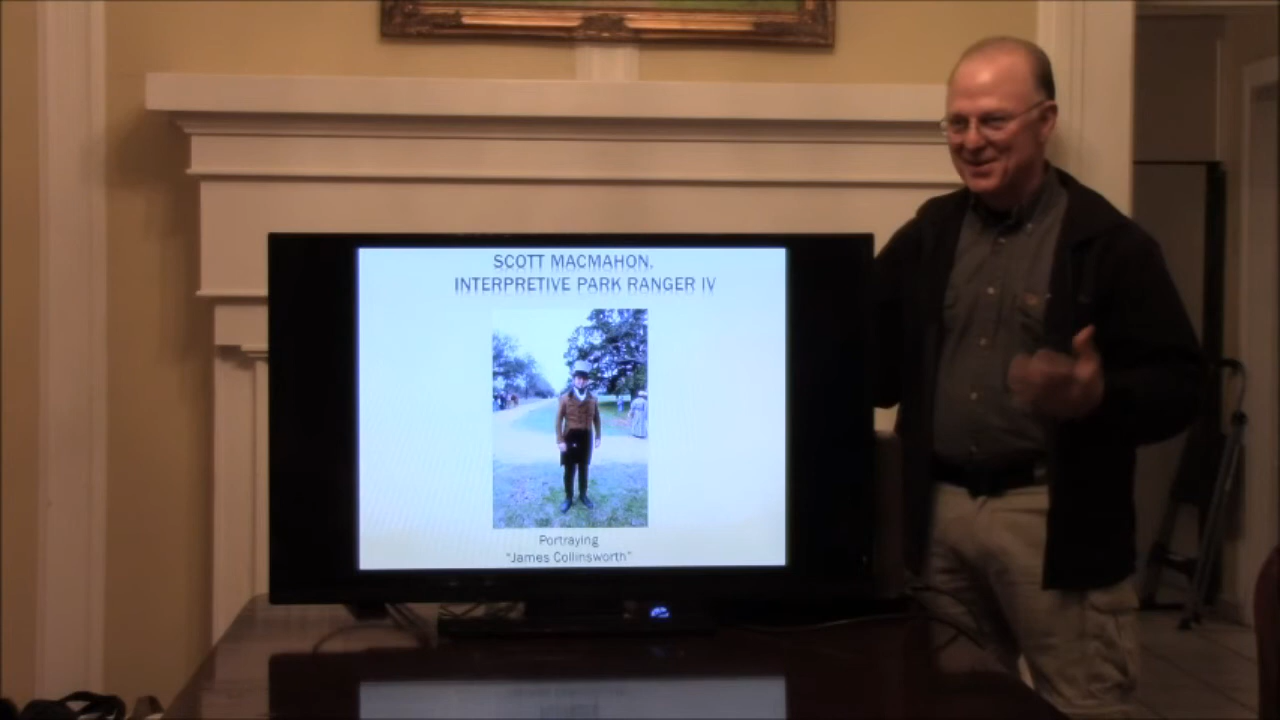 SCOTT MACMAHON,
INTERPRETIVE PARK RANGER IV
Portraying
"James Collinsworth"